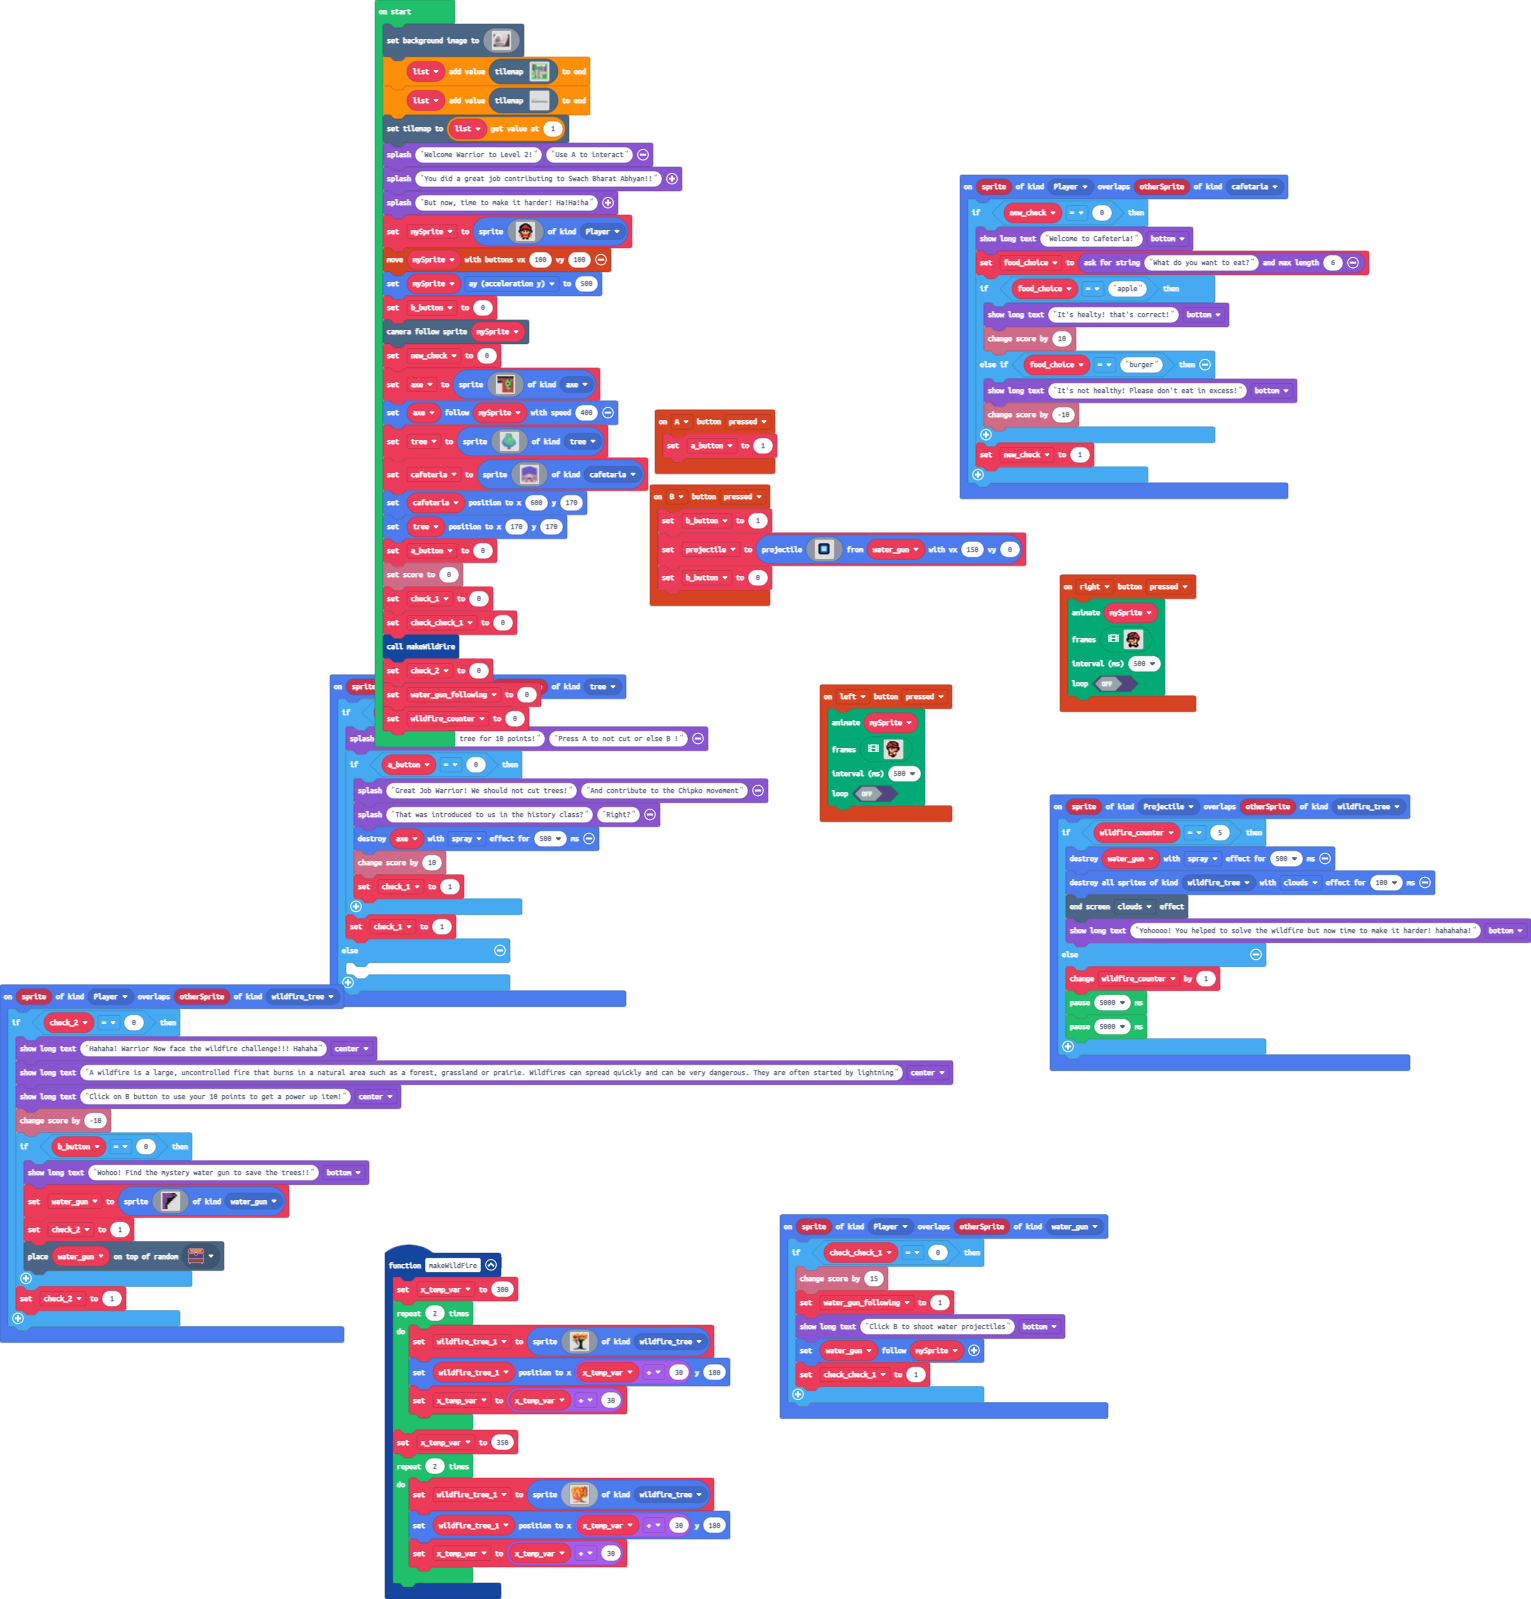 on start
set background image to
list add value tilemap to end
list add value tilemap to end
set tilemap to list get value at 1
splash "Welcome Warrior to Level 2!" "Use A to interact"
splash "You did a great job contributing to Swach Bharat Abhyan!!"
splash "But now, time to make it harder! Ha!Ha!ha"
set mySprite to sprite of kind Player
move mySprite with buttons vx 100 vy 100
set mySprite ay (acceleration y) to 500
set b_button to 0
camera follow sprite mySprite
set new_check to 0
set axe to sprite of kind axe
set axe follow mySprite with speed 400
set tree to sprite of kind tree
set cafeteria to sprite of kind cafetaria
set cafeteria position to x 600 y 170
set tree position to x 170 y 170
set a_button to 0
set score to 0
set check_1 to 0
set check_check_1 to 0
call makeWildFire
set check_2 to 0
set water_gun_following to 0
set wildfire_counter to 0
on A button pressed
set a_button to 1
on B button pressed
set b_button to 1
set projectile to projectile from water_gun with vx 150 vy 0
set b_button to 0
on sprite of kind Player overlaps otherSprite of kind cafetaria
if new_check = 0 then
show long text "Welcome to Cafeteria!" bottom
set food_choice to ask for string "What do you want to eat?" and max length 6
if food_choice = "apple" then
show long text "It's healty! that's correct!" bottom
change score by 10
else if food_choice = "burger" then
show long text "It's not healthy! Please don't eat in excess!" bottom
change score by -10
set new_check to 1
on right button pressed
animate mySprite
frames
interval (ms) 500
loop OFF
on left button pressed
animate mySprite
frames
interval (ms) 500
loop OFF
on sprite of kind tree
if
splash tree for 10 points!" "Press A to not cut or else B !"
if a_button = 0 then
splash "Great Job Warrior! We should not cut trees!" "And contribute to the Chipko movement"
splash "That was introduced to us in the history class?" "Right?"
destroy axe with spray effect for 500 ms
change score by 10
set check_1 to 1
set check_1 to 1
else
on sprite of kind Projectile overlaps otherSprite of kind wildfire_tree
if wildfire_counter = 5 then
destroy water_gun with spray effect for 500 ms
destroy all sprites of kind wildfire_tree with clouds effect for 100 ms
end screen clouds effect
show long text "Yohoooo! You helped to solve the wildfire but now time to make it harder! hahahaha!" bottom
else
change wildfire_counter by 1
pause 5000 ms
pause 5000 ms
on sprite of kind Player overlaps otherSprite of kind wildfire_tree
if check_2 = 0 then
show long text "Hahaha! Warrior Now face the wildfire challenge!!! Hahaha" center
show long text "A wildfire is a large, uncontrolled fire that burns in a natural area such as a forest, grassland or prairie. Wildfires can spread quickly and can be very dangerous. They are often started by lightning" center
show long text "Click on B button to use your 10 points to get a power up item!" center
change score by -10
if b_button = 0 then
show long text "Wohoo! Find the mystery water gun to save the trees!!" bottom
set water_gun to sprite of kind water_gun
set check_2 to 1
place water_gun on top of random
set check_2 to 1
function makeWildFire
set x_temp_var to 300
repeat 2 times
do
set wildfire_tree_1 to sprite of kind wildfire_tree
set wildfire_tree_1 position to x x_temp_var + 30 y 180
set x_temp_var to x_temp_var + 30
set x_temp_var to 350
repeat 2 times
do
set wildfire_tree_1 to sprite of kind wildfire_tree
set wildfire_tree_1 position to x x_temp_var + 30 y 180
set x_temp_var to x_temp_var + 30
on sprite of kind Player overlaps otherSprite of kind water_gun
if check_check_1 = 0 then
change score by 15
set water_gun_following to 1
show long text "Click B to shoot water projectiles" bottom
set water_gun follow mySprite
set check_check_1 to 1